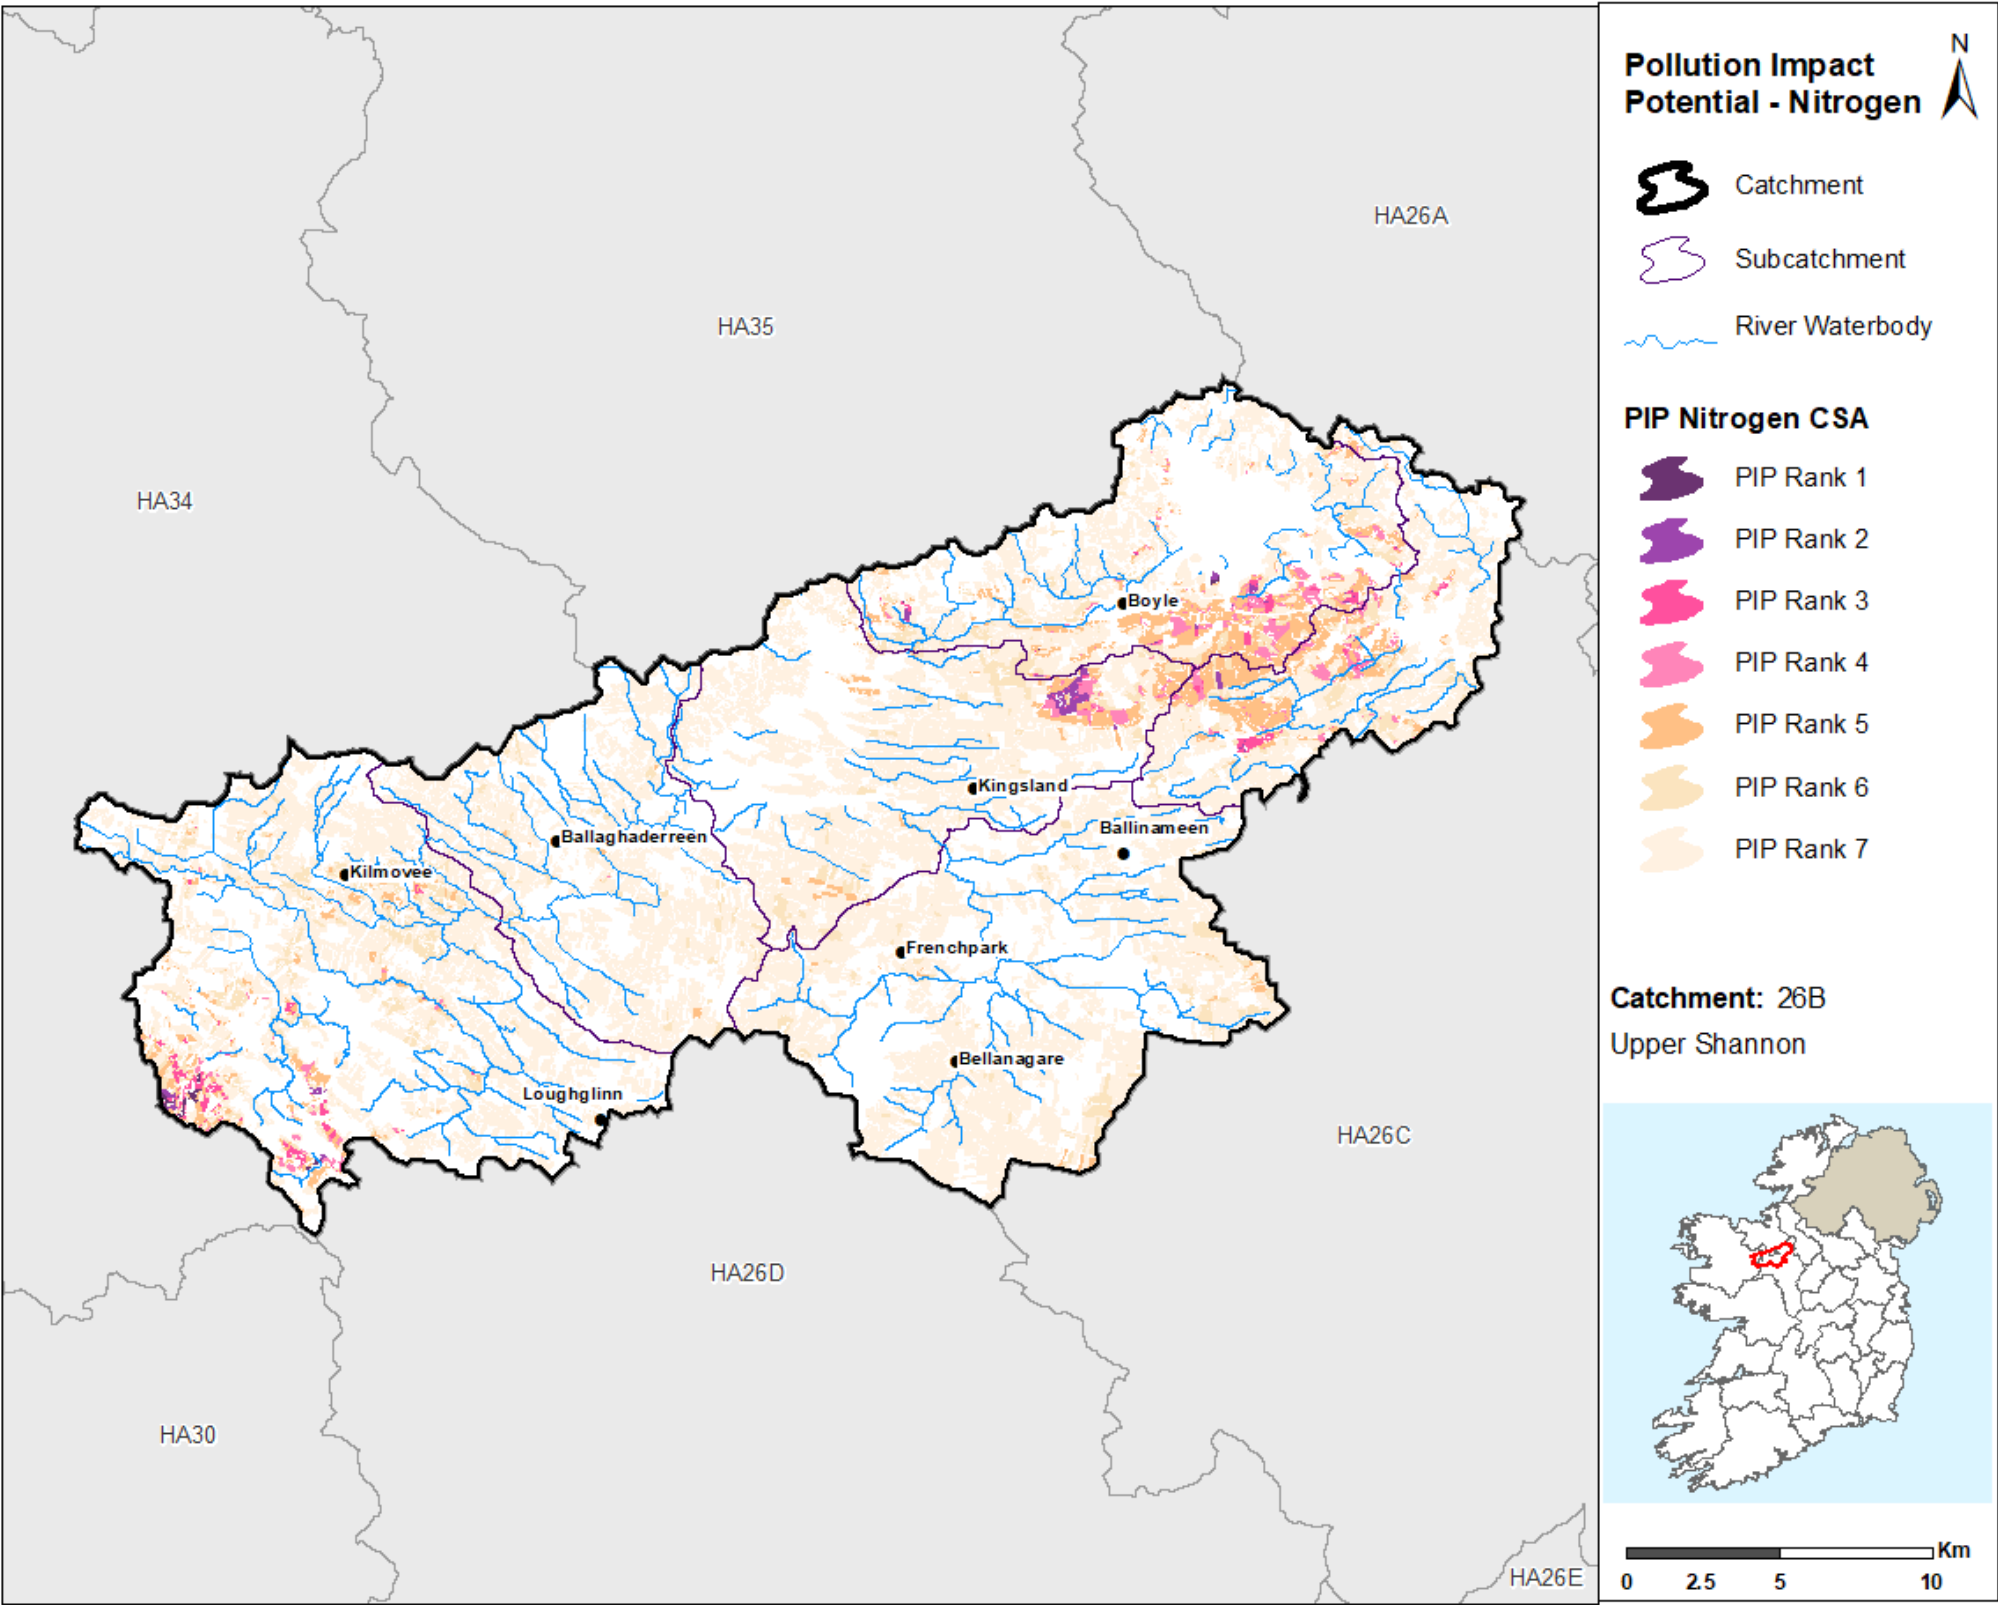 HA26A
HA35
HA34
Boyle
Kingsland
Ballinameen
Ballaghaderreen
Kilmovee
Frenchpark
Bellanagare
Loughglinn
HA26C
HA26D
HA30
HA26E
N
Pollution Impact
Potential - Nitrogen
Catchment
Subcatchment
River Waterbody
PIP Nitrogen CSA
PIP Rank 1
PIP Rank 2
PIP Rank 3
PIP Rank 4
PIP Rank 5
PIP Rank 6
PIP Rank 7
Catchment: 26B
Upper Shannon
Km
0 2.5 5 10